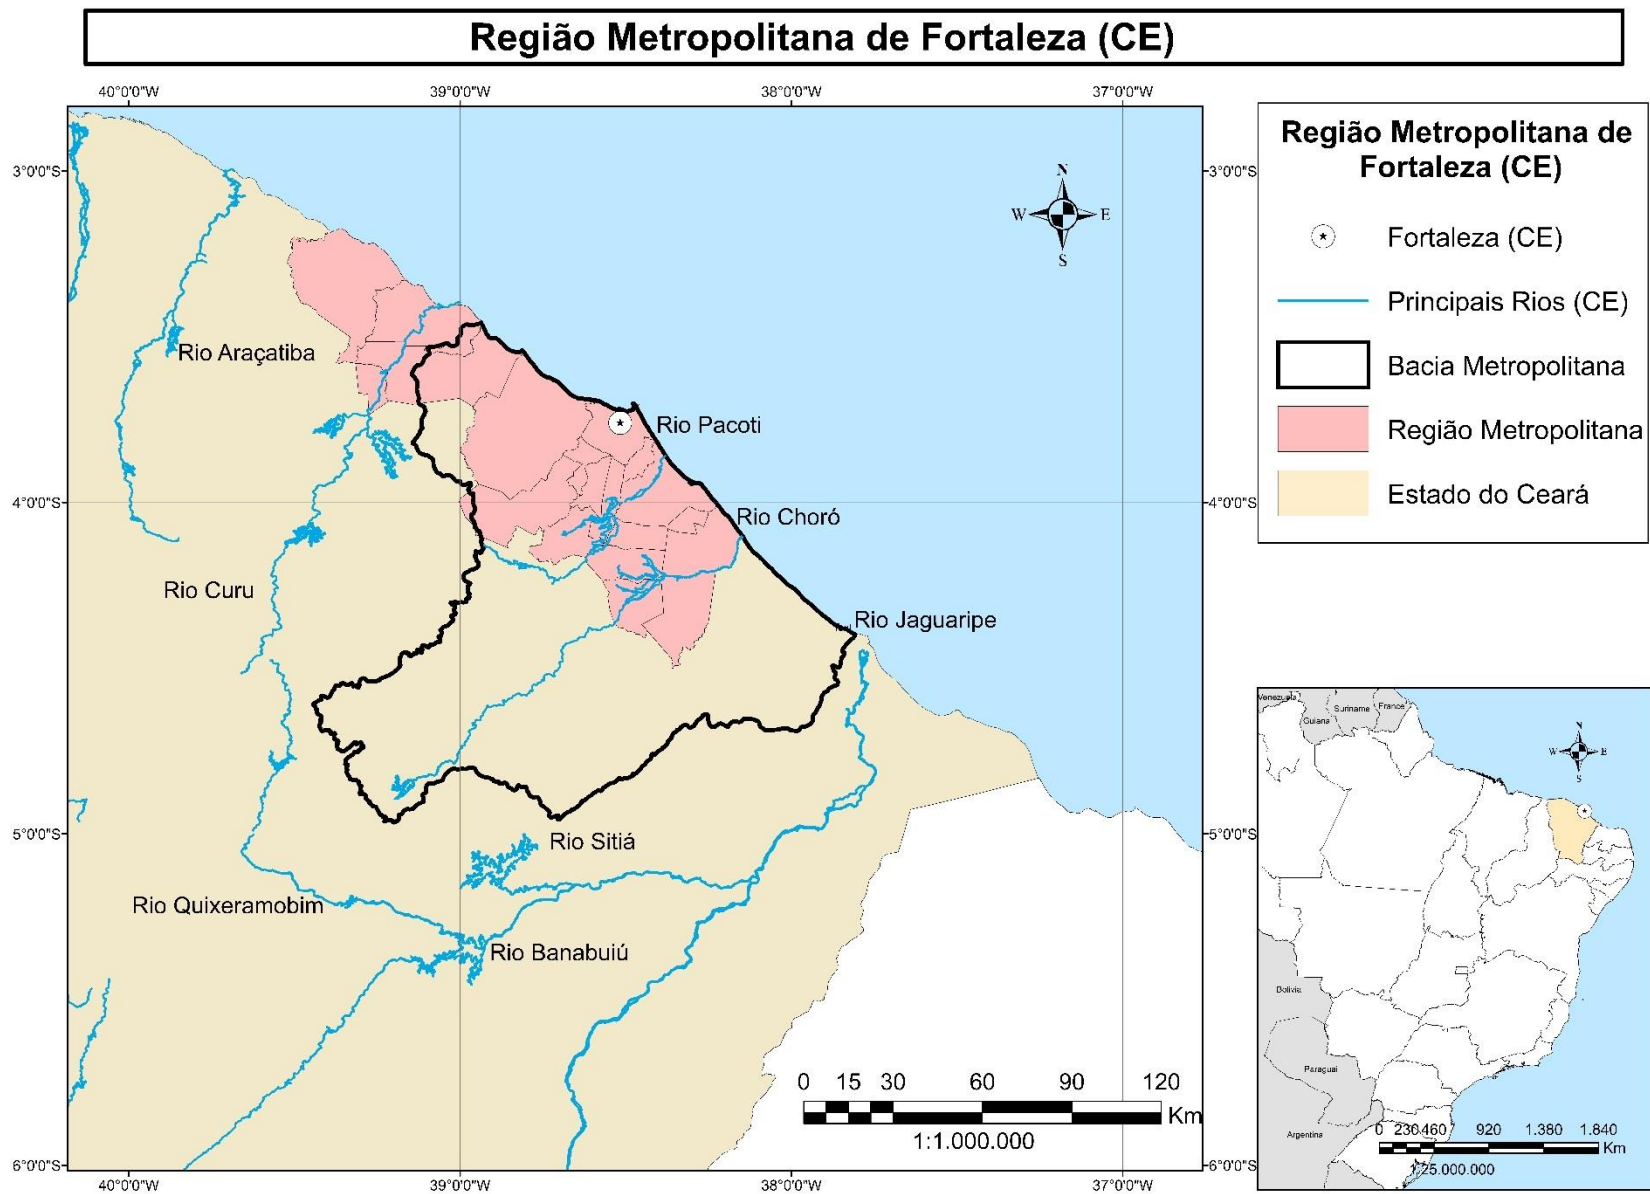 Região Metropolitana de Fortaleza (CE)
40°0'0"W
39°0'0"W
38°0'0"W
37°0'0"W
3°0'0"S
3°0'0"S
4°0'0"S
4°0'0"S
5°0'0"S
5°0'0"S
6°0'0"S
6°0'0"S
N
W
E
S
Rio Araçatiba
Rio Pacoti
Rio Choró
Rio Curu
Rio Jaguaripe
Rio Sitiá
Rio Quixeramobim
Rio Banabuiú
0 15 30 60 90 120
Km
1:1.000.000
40°0'0"W
39°0'0"W
38°0'0"W
37°0'0"W
Região Metropolitana de
Fortaleza (CE)
Fortaleza (CE)
Principais Rios (CE)
Bacia Metropolitana
Região Metropolitana
Estado do Ceará
Venezuela
Guiana
Suriname
France
N
W
E
S
Bolivia
Paraguai
Argentina
0 230 460 920 1.380 1.840
Km
1:25.000.000